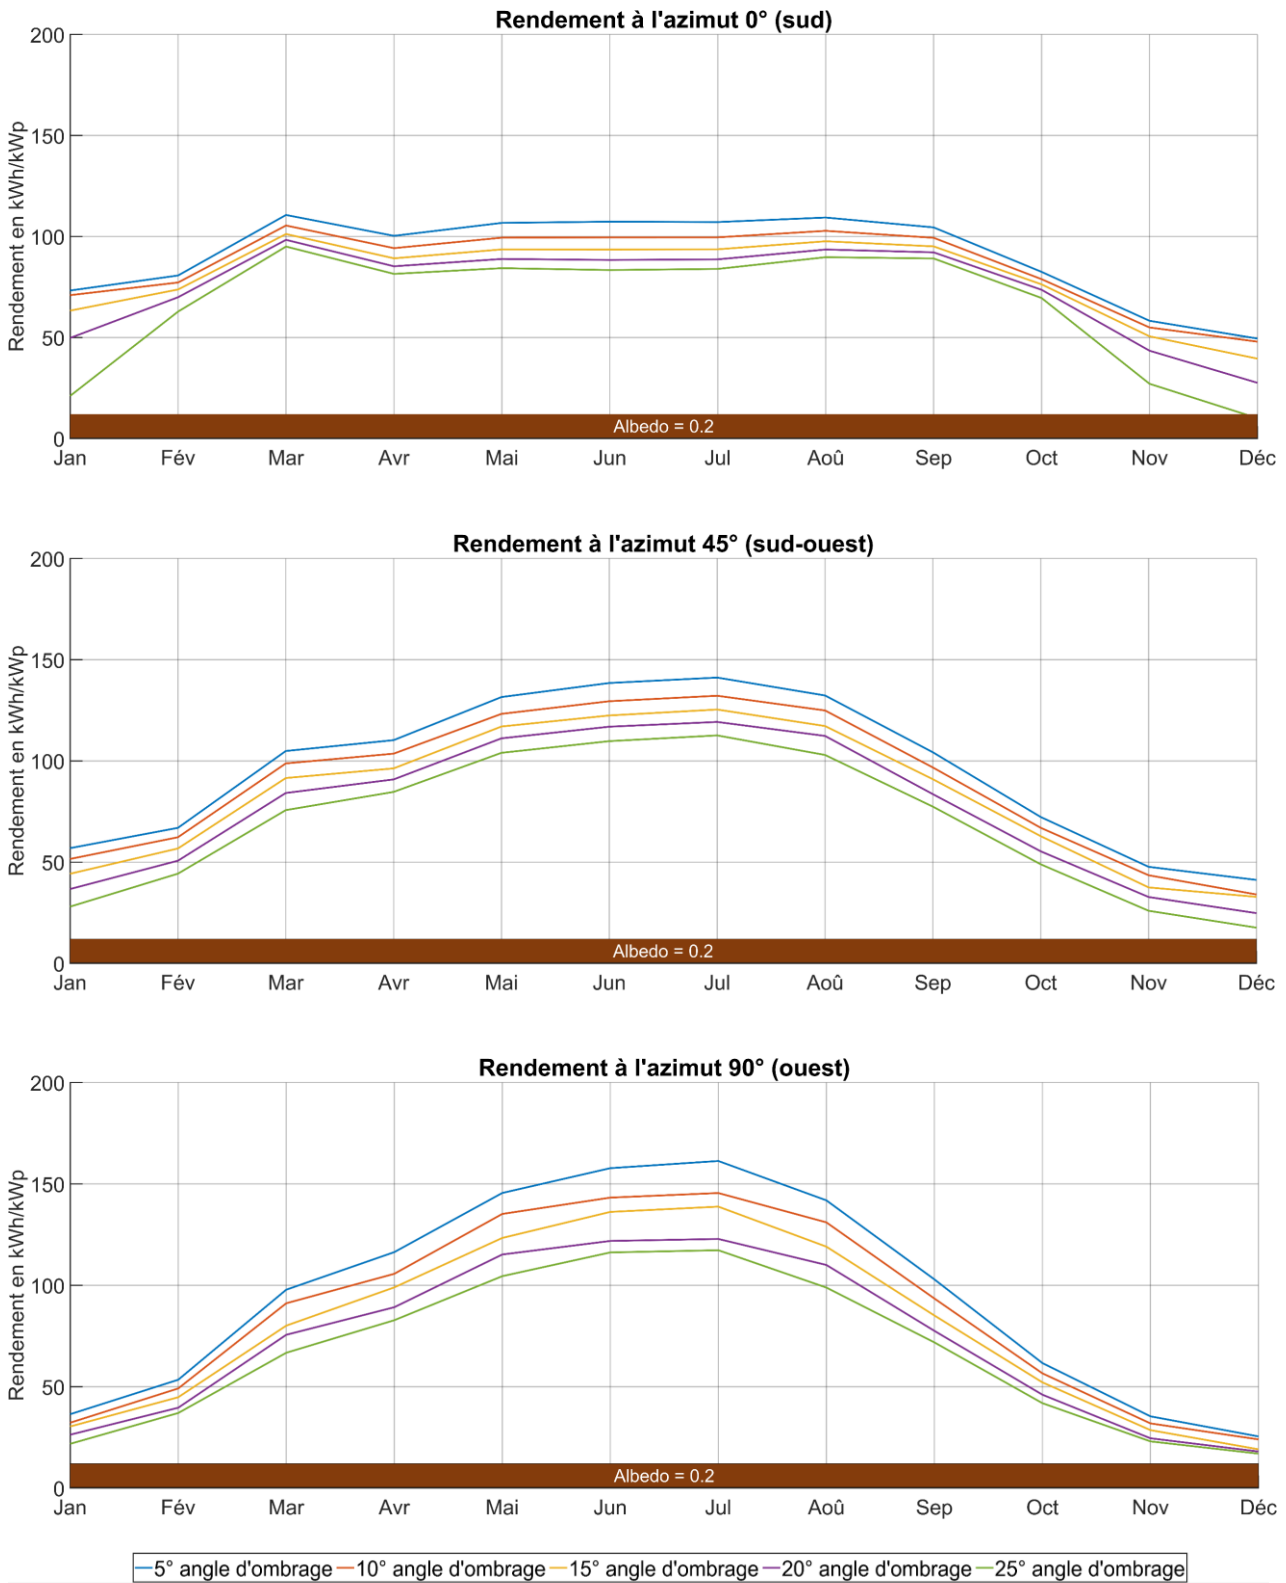 Rendement à l'azimut 0° (sud)
Rendement en kWh/kWp
200
150
100
50
0
Albedo = 0.2
Jan Fév Mar Avr Mai Jun Jul Aoû Sep Oct Nov Déc
Rendement à l'azimut 45° (sud-ouest)
Rendement en kWh/kWp
200
150
100
50
0
Albedo = 0.2
Jan Fév Mar Avr Mai Jun Jul Aoû Sep Oct Nov Déc
Rendement à l'azimut 90° (ouest)
Rendement en kWh/kWp
200
150
100
50
0
Albedo = 0.2
Jan Fév Mar Avr Mai Jun Jul Aoû Sep Oct Nov Déc
5° angle d'ombrage 10° angle d'ombrage 15° angle d'ombrage 20° angle d'ombrage 25° angle d'ombrage